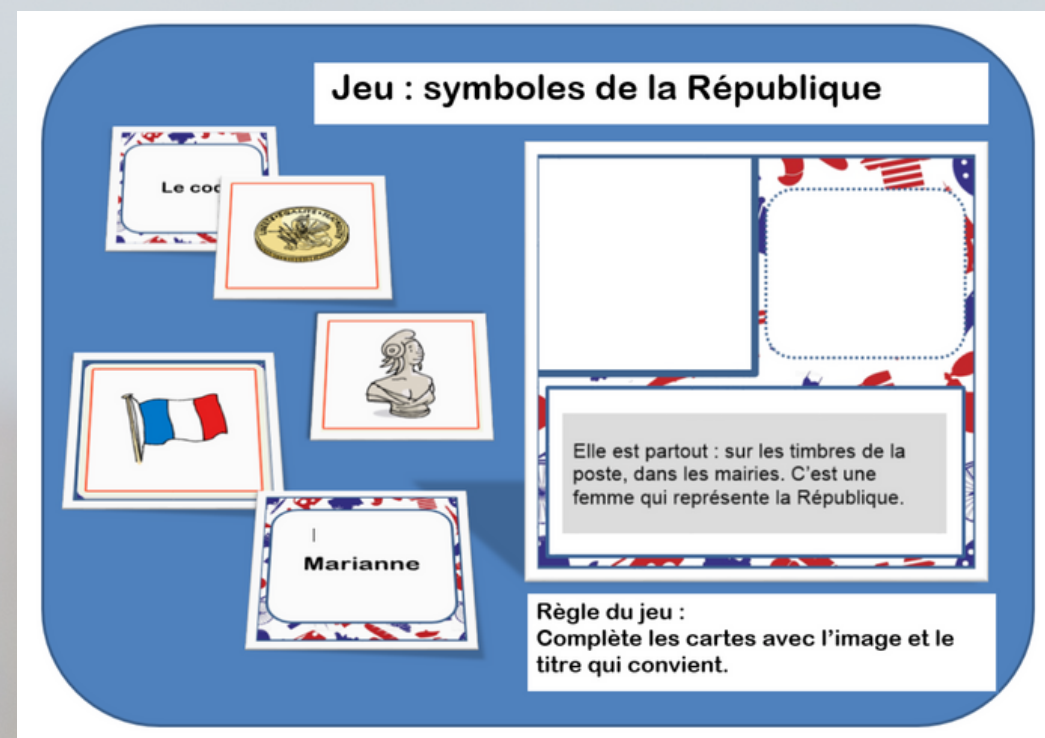 Jeu : symboles de la République
Le coq
Elle est partout : sur les timbres de la
poste, dans les mairies. C’est une
femme qui représente la République.
Marianne
Règle du jeu :
Complète les cartes avec l’image et le
titre qui convient.